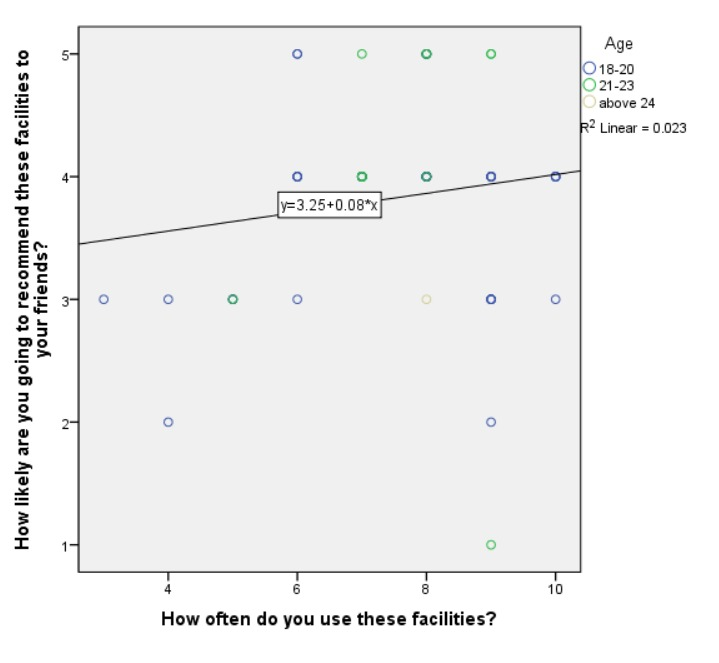 How likely are you going to recommend these facilities to
your friends?
5
4
3
2
1
y=3.25+0.08*x
4
6
8
10
How often do you use these facilities?
Age
18-20
21-23
above 24
R² Linear = 0.023